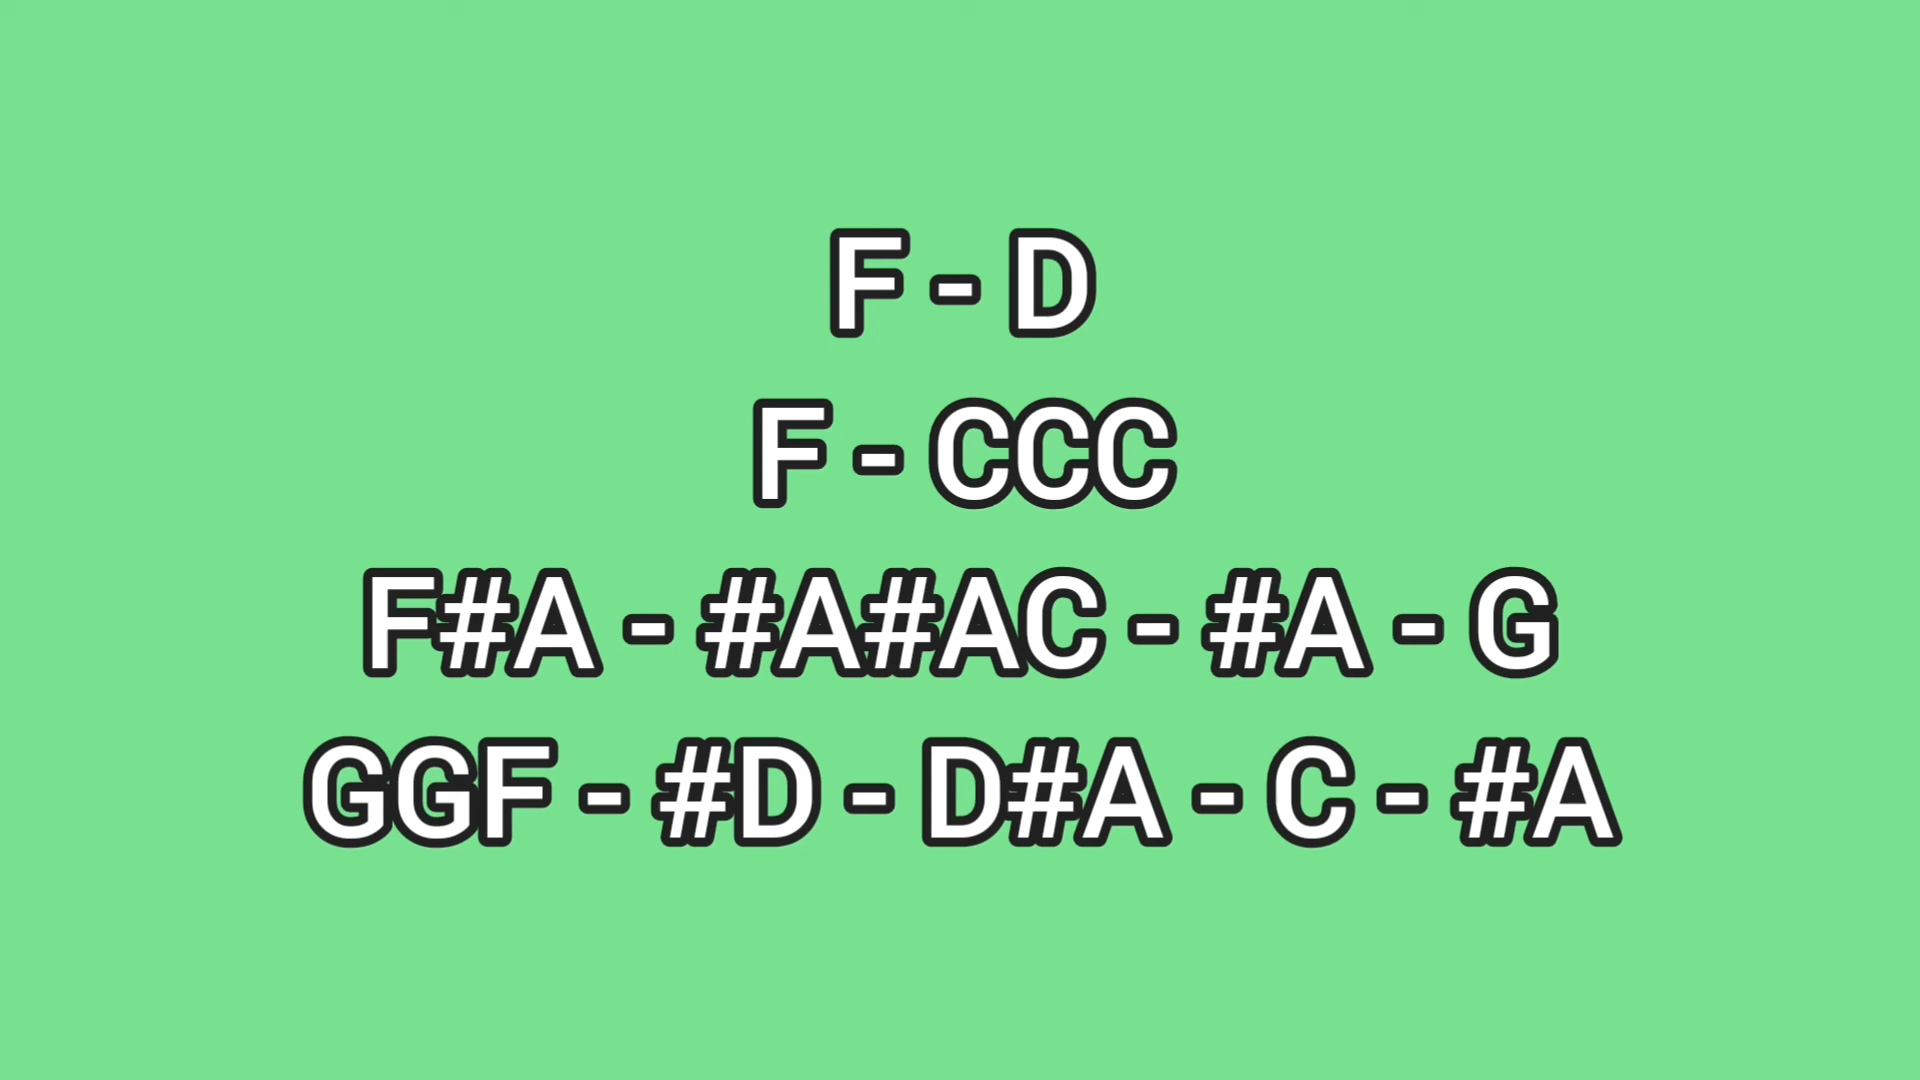 F - D
F - CCC
F#A - #A#AC - #A - G
GGF - #D - D#A - C - #A